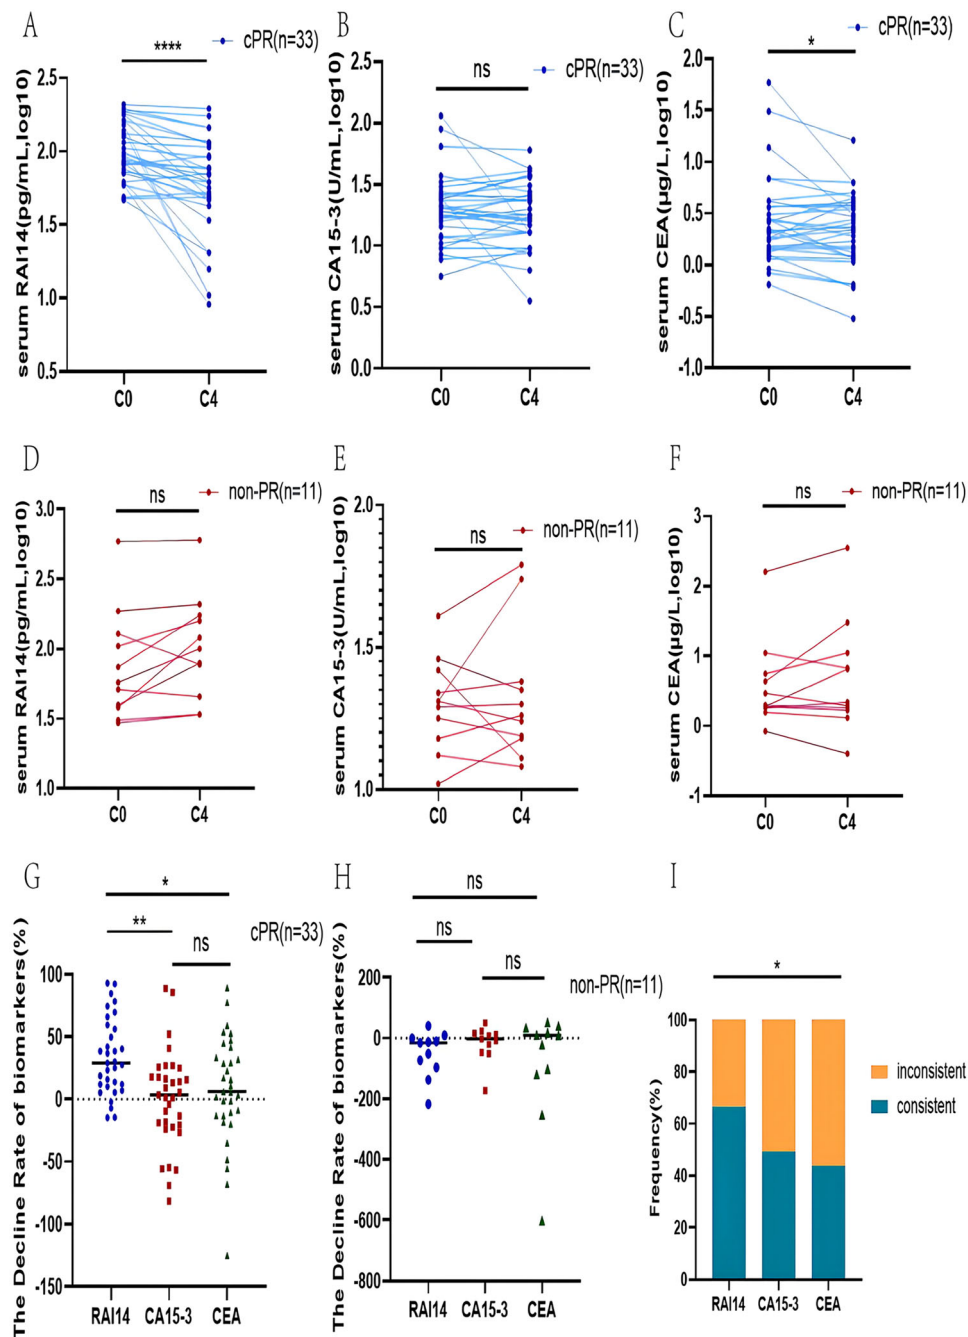 A
cPR(n=33)
****
serum RAI14(pg/mL,log10)
2.5
2.0
1.5
1.0
0.5
C0
C4
B
cPR(n=33)
ns
serum CA15-3(U/mL,log10)
2.5
2.0
1.5
1.0
0.5
0.0
C0
C4
C
cPR(n=33)
*
serum CEA(μg/L,log10)
2.0
1.5
1.0
0.5
0.0
-0.5
-1.0
C0
C4
D
non-PR(n=11)
ns
serum RAI14(pg/mL,log10)
3.0
2.5
2.0
1.5
1.0
C0
C4
E
non-PR(n=11)
ns
serum CA15-3(U/mL,log10)
2.0
1.5
1.0
C0
C4
F
non-PR(n=11)
ns
serum CEA(μg/L,log10)
3
2
1
0
-1
C0
C4
G
*
**
ns
cPR(n=33)
The Decline Rate of biomarkers(%)
100
50
0
-50
-100
-150
RAI14
CA15-3
CEA
H
ns
ns
ns
non-PR(n=11)
The Decline Rate of biomarkers(%)
200
0
-200
-400
-600
-800
RAI14
CA15-3
CEA
I
*
Frequency(%)
100
80
60
40
20
0
RAI14
CA15-3
CEA
inconsistent
consistent